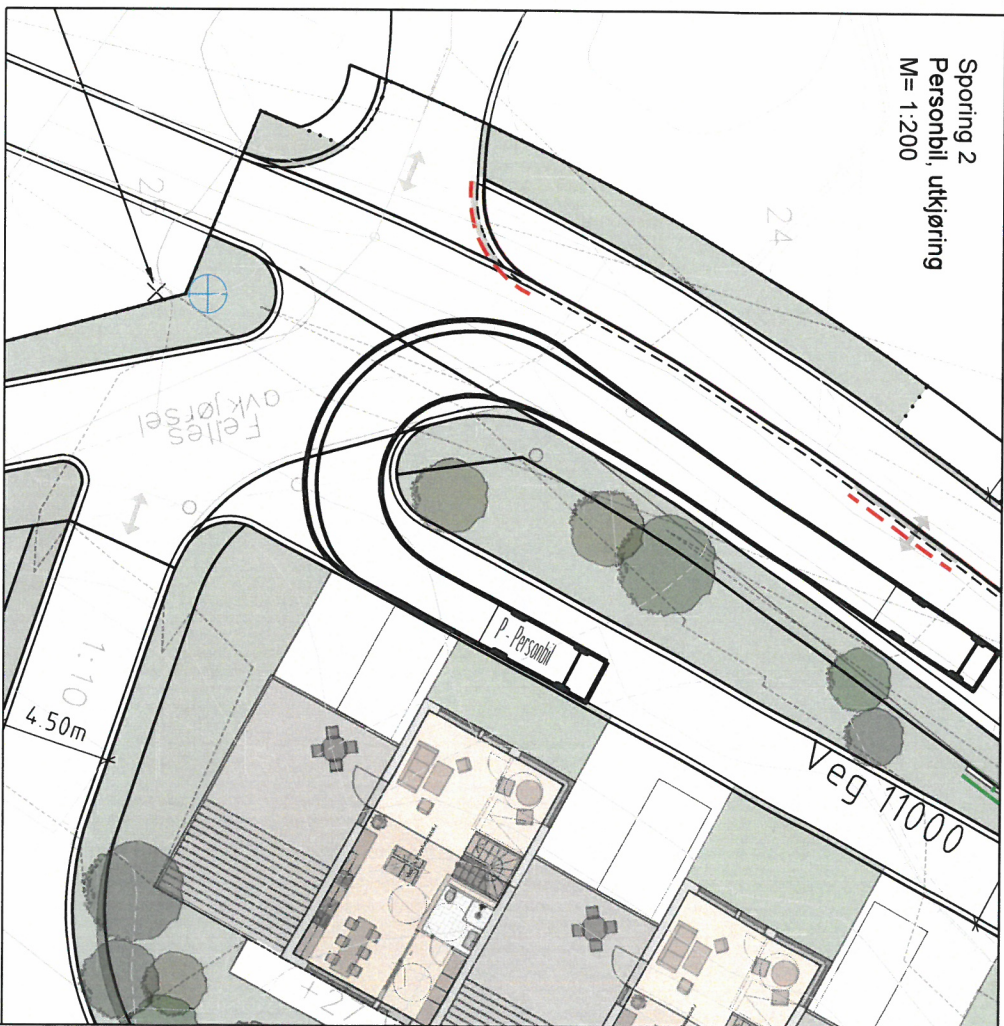 Sporing 2
Personbil, utkjøring
M= 1:200
24
Felles
avkjørsel
P - Personbil
1:10
4.50m
Veg 11000